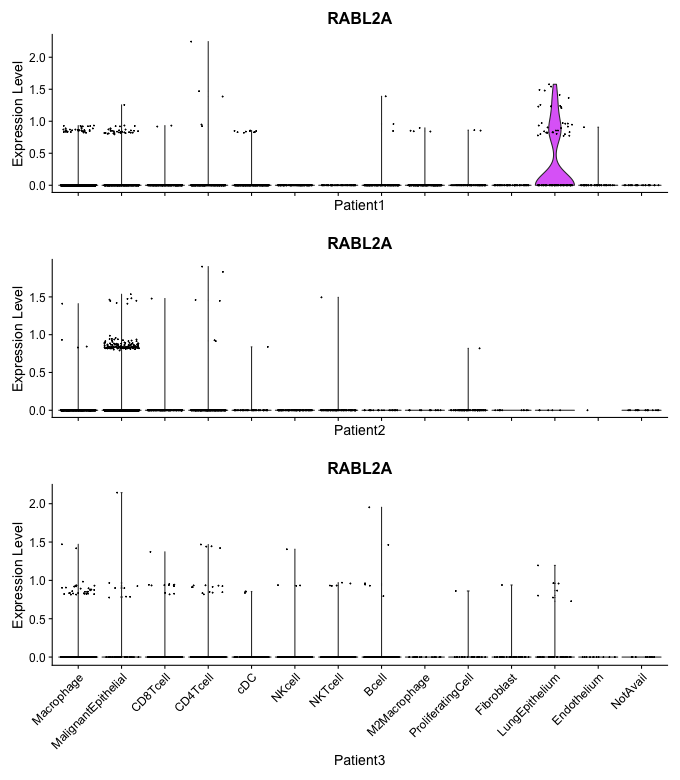 RABL2A
Expression Level
2.0
1.5
1.0
0.5
0.0
Patient1
RABL2A
Expression Level
1.5
1.0
0.5
0.0
Patient2
RABL2A
Expression Level
2.0
1.5
1.0
0.5
0.0
Macrophage
MalignantEpithelial
CD8Tcell
CD4Tcell
cDC
NKcell
NKTcell
Bcell
M2Macrophage
ProliferatingCell
Fibroblast
LungEpithelium
Endothelium
NotAvail
Patient3